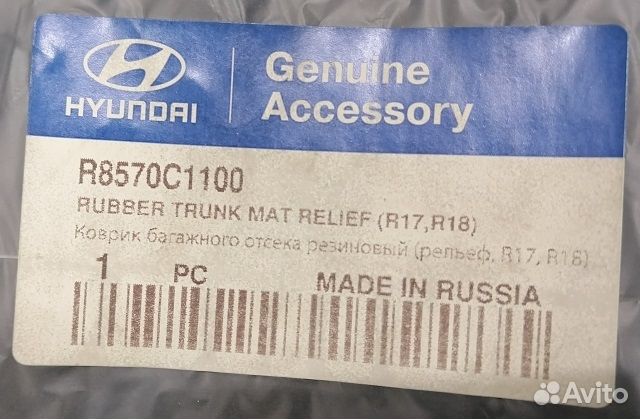 HYUNDAI
Genuine
Accessory
R8570C1100
RUBBER TRUNK MAT RELIEF (R17,R18)
Коврик багажного отсека резиновый (рельеф, R17, R18)
1 PC MADE IN RUSSIA
Avito